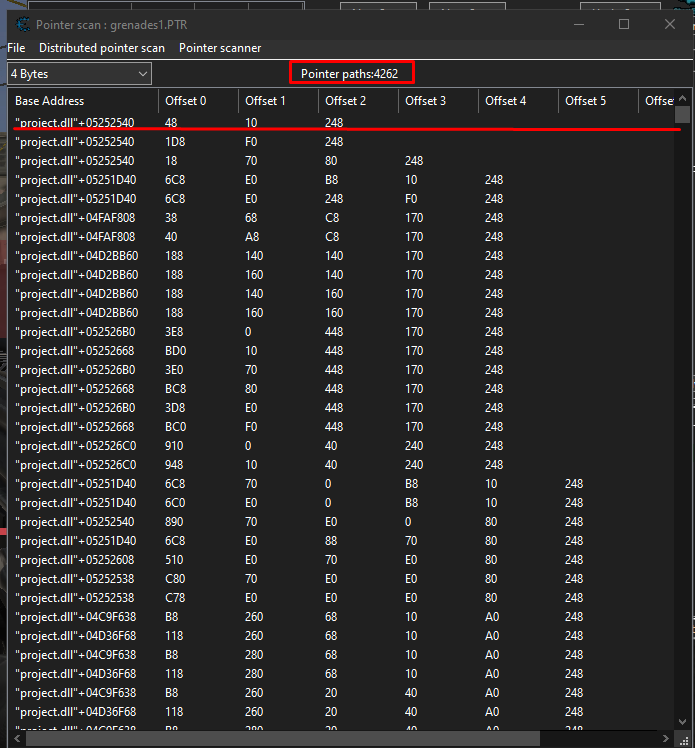 Pointer scan : grenades1.PTR
File Distributed pointer scan Pointer scanner
4 Bytes Pointer paths:4262
Base Address Offset 0 Offset 1 Offset 2 Offset 3 Offset 4 Offset 5 Offse
"project.dll"+05252540 48 10 248
"project.dll"+05252540 1D8 F0 248
"project.dll"+05252540 18 70 80 248
"project.dll"+05251D40 6C8 E0 B8 10 248
"project.dll"+05251D40 6C8 E0 248 F0 248
"project.dll"+04FAF808 38 68 C8 170 248
"project.dll"+04FAF808 40 A8 C8 170 248
"project.dll"+04D2BB60 188 140 140 170 248
"project.dll"+04D2BB60 188 160 140 170 248
"project.dll"+04D2BB60 188 140 160 170 248
"project.dll"+04D2BB60 188 160 160 170 248
"project.dll"+052526B0 3E8 0 448 170 248
"project.dll"+05252668 BD0 10 448 170 248
"project.dll"+052526B0 3E0 70 448 170 248
"project.dll"+05252668 BC8 80 448 170 248
"project.dll"+052526B0 3D8 E0 448 170 248
"project.dll"+05252668 BC0 F0 448 170 248
"project.dll"+052526C0 910 0 40 240 248
"project.dll"+052526C0 948 10 40 240 248
"project.dll"+05251D40 6C8 70 0 B8 10 248
"project.dll"+05251D40 6C0 E0 0 B8 10 248
"project.dll"+05252540 890 70 E0 0 80 248
"project.dll"+05251D40 6C8 E0 88 70 80 248
"project.dll"+05252608 510 E0 70 E0 80 248
"project.dll"+05252538 C80 70 E0 E0 80 248
"project.dll"+05252538 C78 E0 E0 E0 80 248
"project.dll"+04C9F638 B8 260 68 10 A0 248
"project.dll"+04D36F68 118 260 68 10 A0 248
"project.dll"+04C9F638 B8 280 68 10 A0 248
"project.dll"+04D36F68 118 280 68 10 A0 248
"project.dll"+04C9F638 B8 260 20 40 A0 248
"project.dll"+04D36F68 118 260 20 40 A0 248
"project.dll"+04C9F638 B8 280 20 40 A0 248